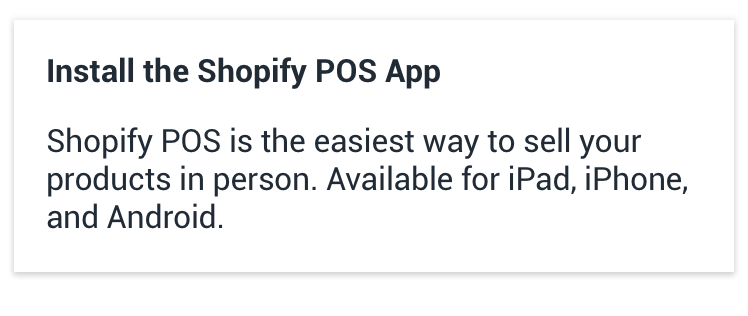 Install the Shopify POS App
Shopify POS is the easiest way to sell your
products in person. Available for iPad, iPhone,
and Android.